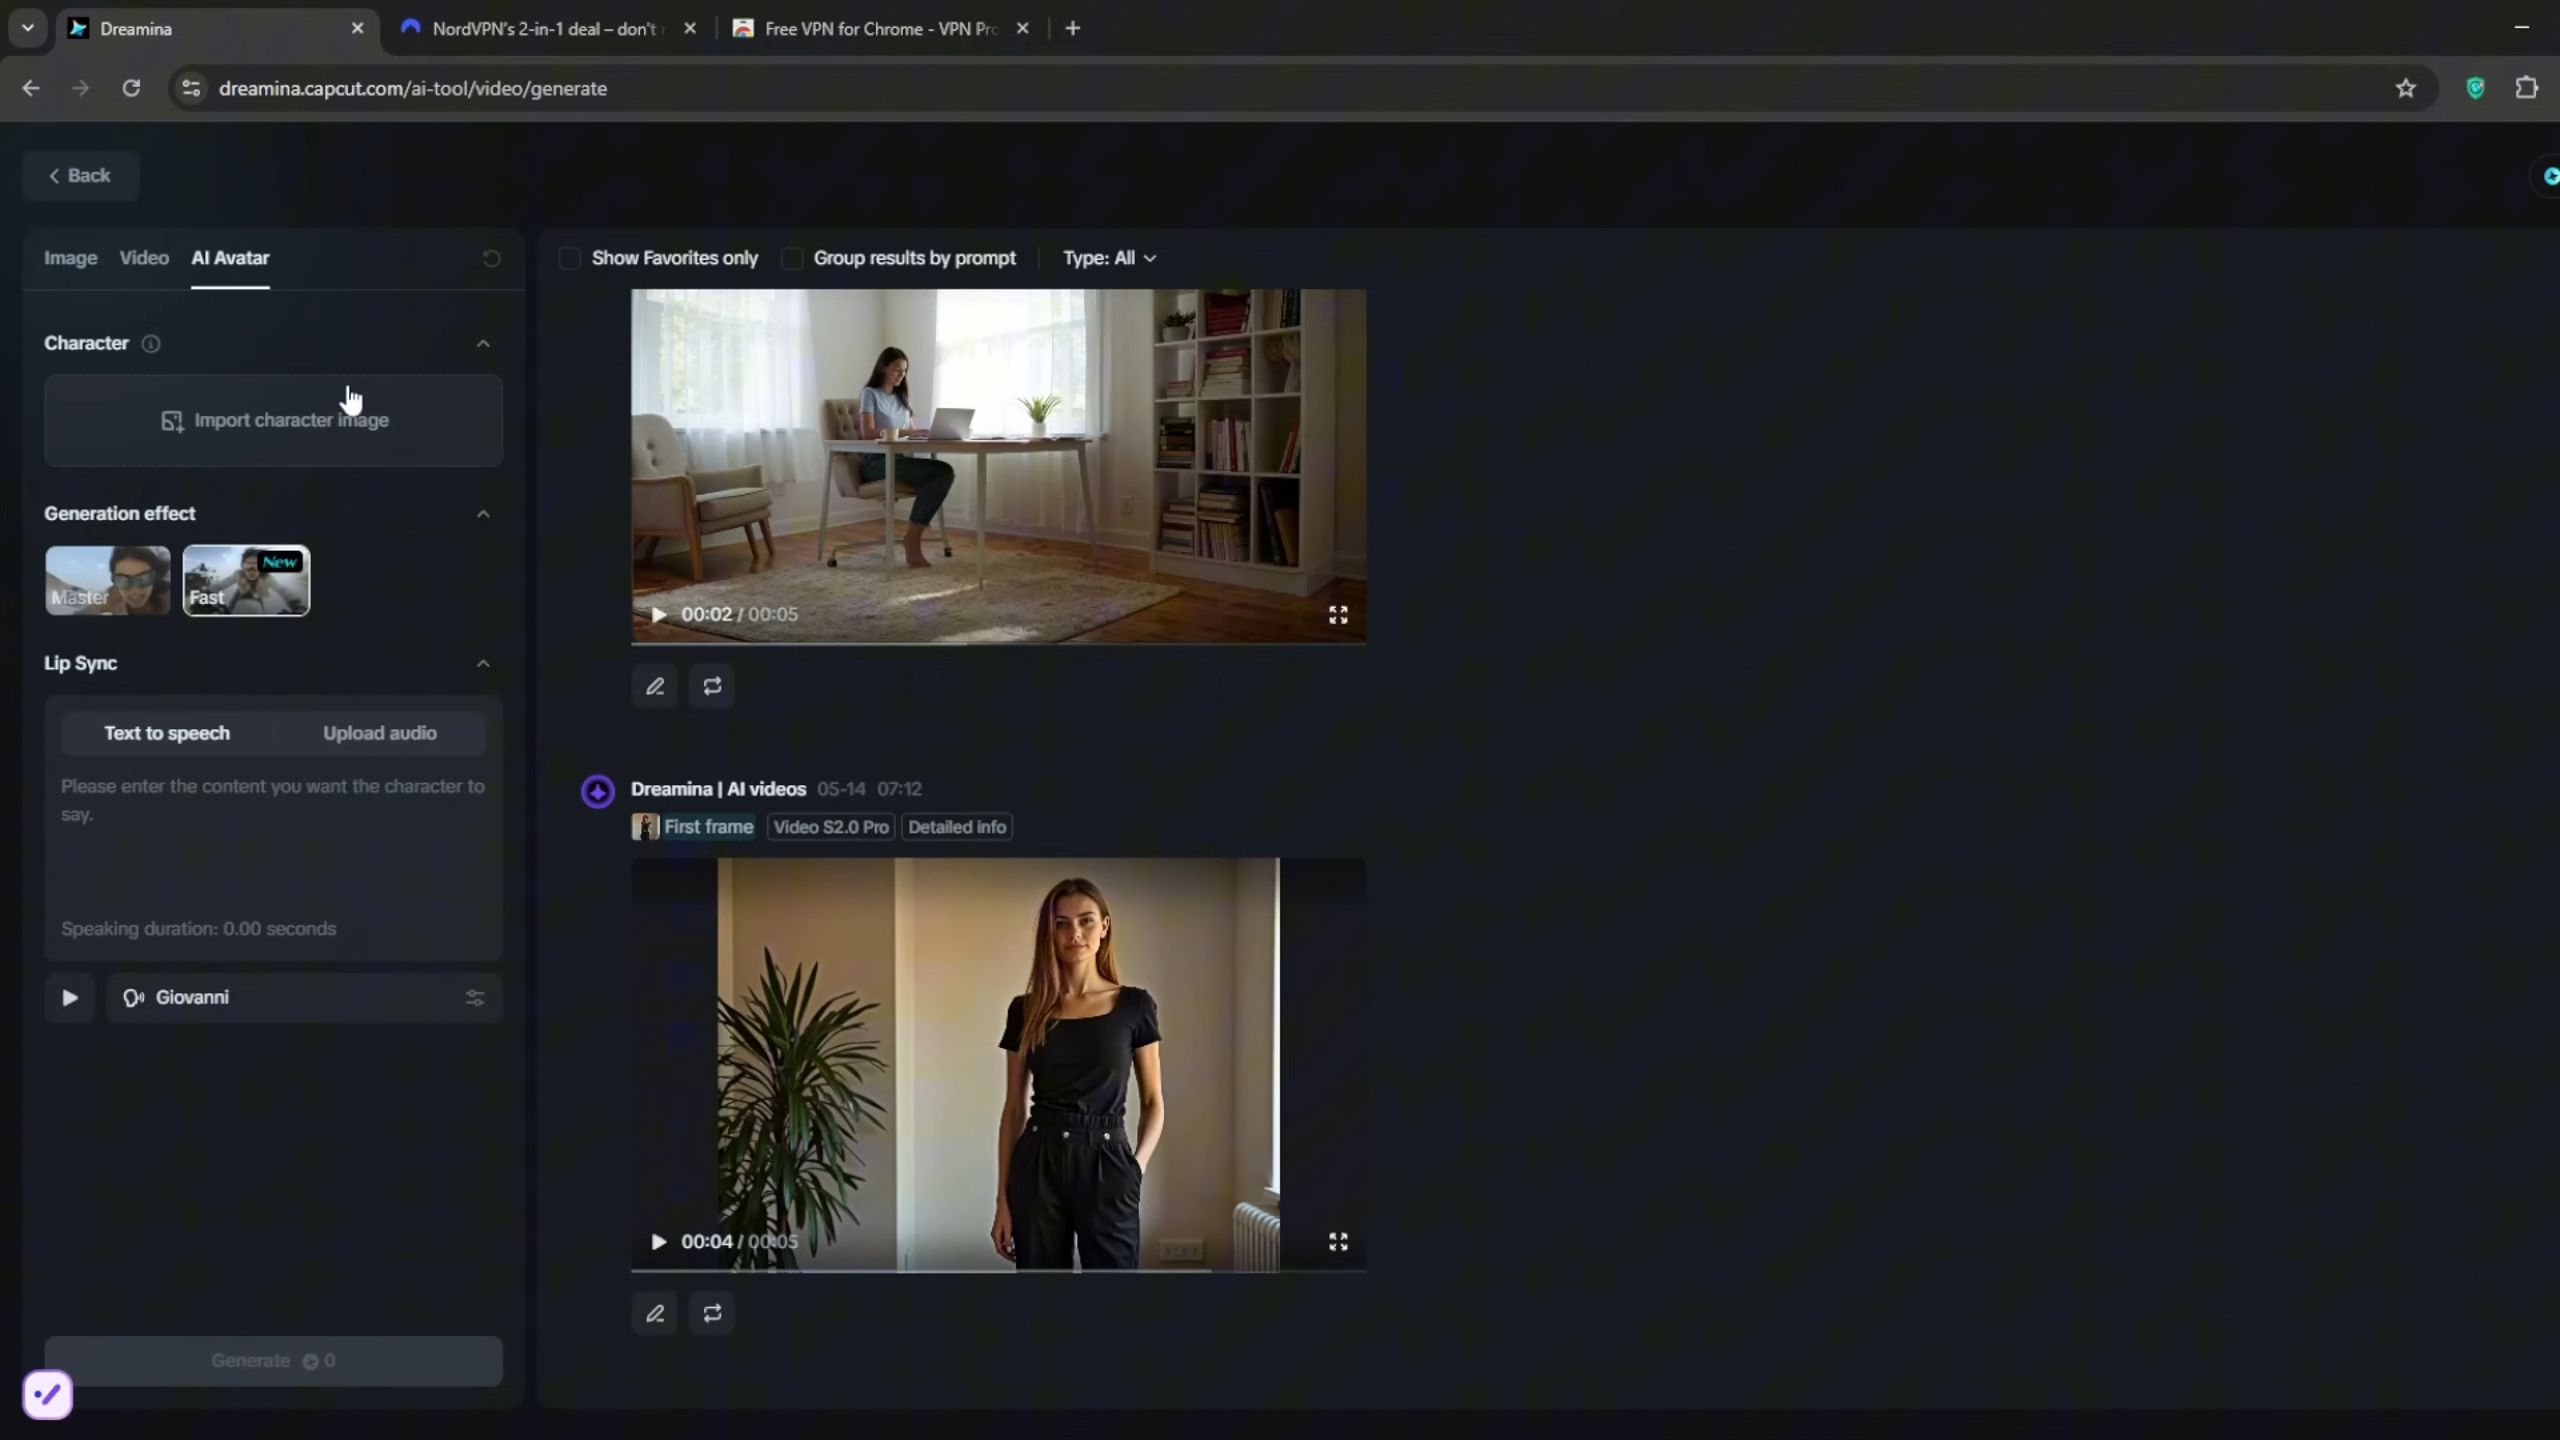 Dreamina
NordVPN's 2-in-1 deal – don't
Free VPN for Chrome - VPN Pro
dreamina.capcut.com/ai-tool/video/generate
Back
Image
Video
AI Avatar
Show Favorites only
Group results by prompt
Type: All
Character
Import character image
Generation effect
Master
Fast
New
00:02 / 00:05
Lip Sync
Text to speech
Upload audio
Please enter the content you want the character to
say.
Speaking duration: 0.00 seconds
Giovanni
Dreamina | AI videos 05-14 07:12
First frame
Video S2.0 Pro
Detailed info
00:04 / 00:05
Generate 0